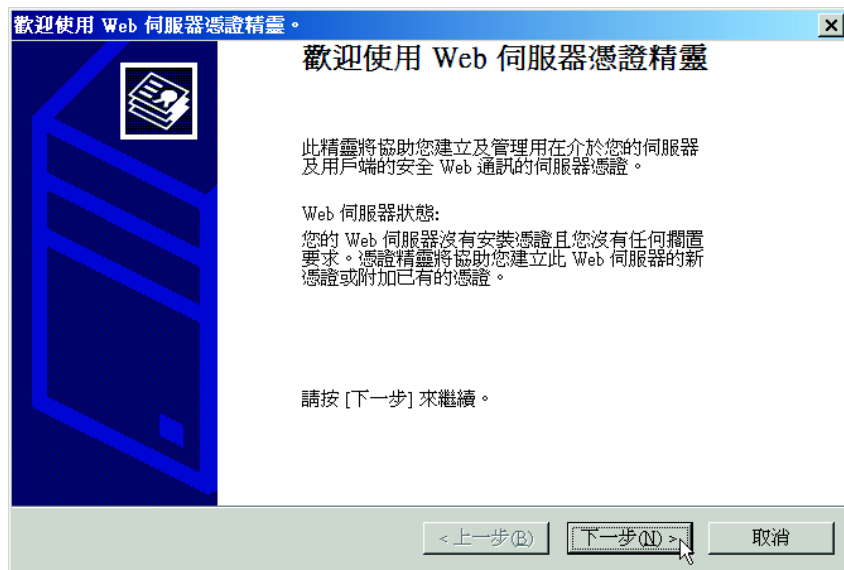 歡迎使用 Web 伺服器憑證精靈。
歡迎使用 Web 伺服器憑證精靈
此精靈將協助您建立及管理用在介於您的伺服器
及用戶端的安全 Web 通訊的伺服器憑證。
Web 伺服器狀態:
您的 Web 伺服器沒有安裝憑證且您沒有任何擱置
要求。憑證精靈將協助您建立此 Web 伺服器的新
憑證或附加已有的憑證。
請按 [下一步] 來繼續。
<上一步(B) 下一步(N)> 取消